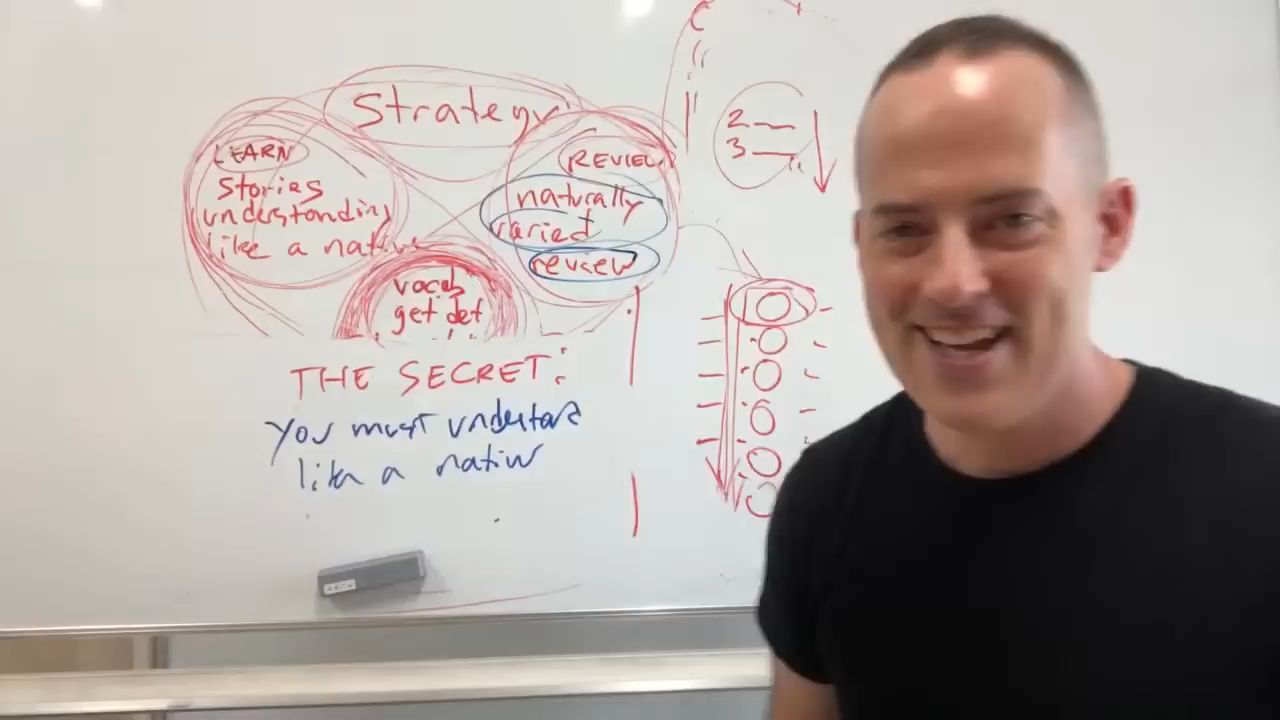 Strategy
LEARN
stories
understanding
like a native
REVIEW
naturally
varied
review
vocab
get def
THE SECRET:
You must understand
like a native
2
3